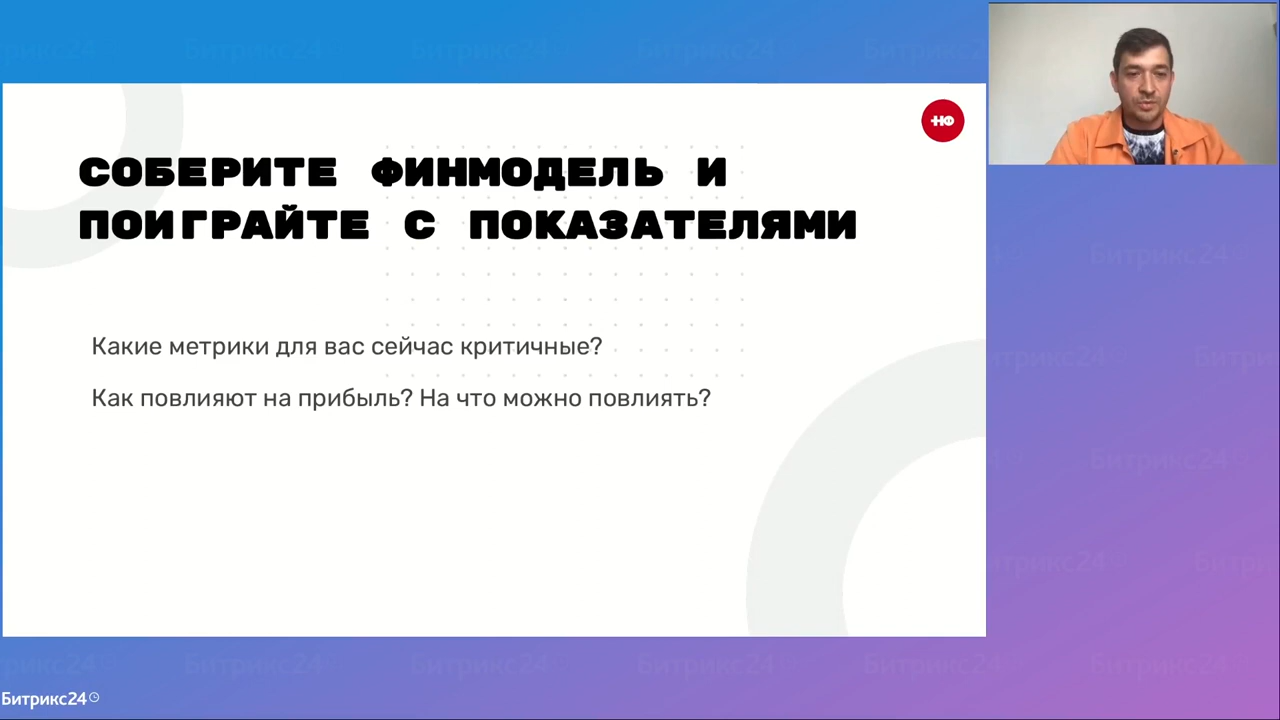 СОБЕРИТЕ ФИНМОДЕЛЬ И
ПОИГРАЙТЕ С ПОКАЗАТЕЛЯМИ
НФ
Какие метрики для вас сейчас критичные?
Как повлияют на прибыль? На что можно повлиять?
Битрикс24